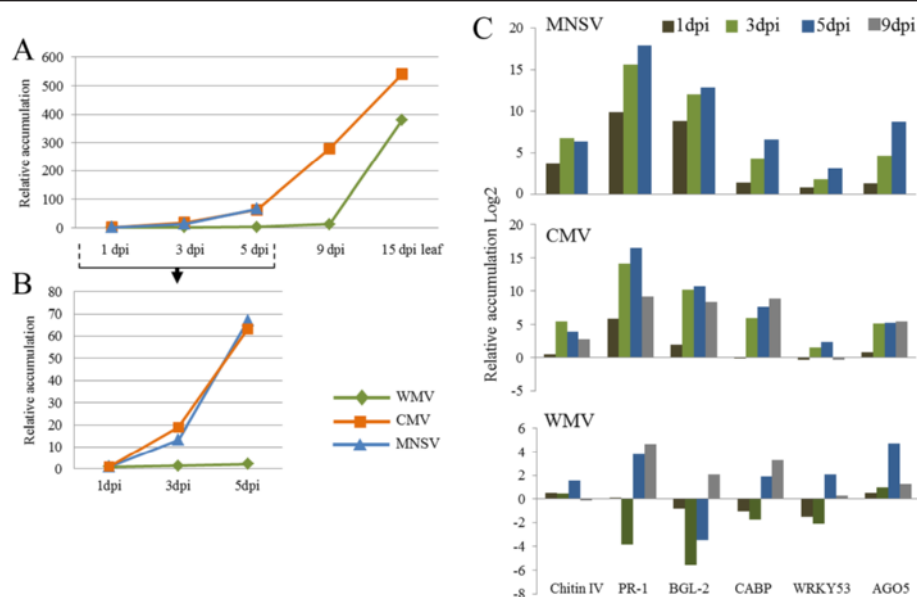 A
Relative accumulation
600
500
400
300
200
100
0
1 dpi 3 dpi 5 dpi 9 dpi 15 dpi leaf
B
Relative accumulation
80
70
60
50
40
30
20
10
0
1dpi 3dpi 5dpi
WMV
CMV
MNSV
C
MNSV
1dpi 3dpi 5dpi 9dpi
Relative accumulation Log2
20
15
10
5
0
CMV
20
15
10
5
0
-5
WMV
6
4
2
0
-2
-4
-6
-8
Chitin IV PR-1 BGL-2 CABP WRKY53 AGO5